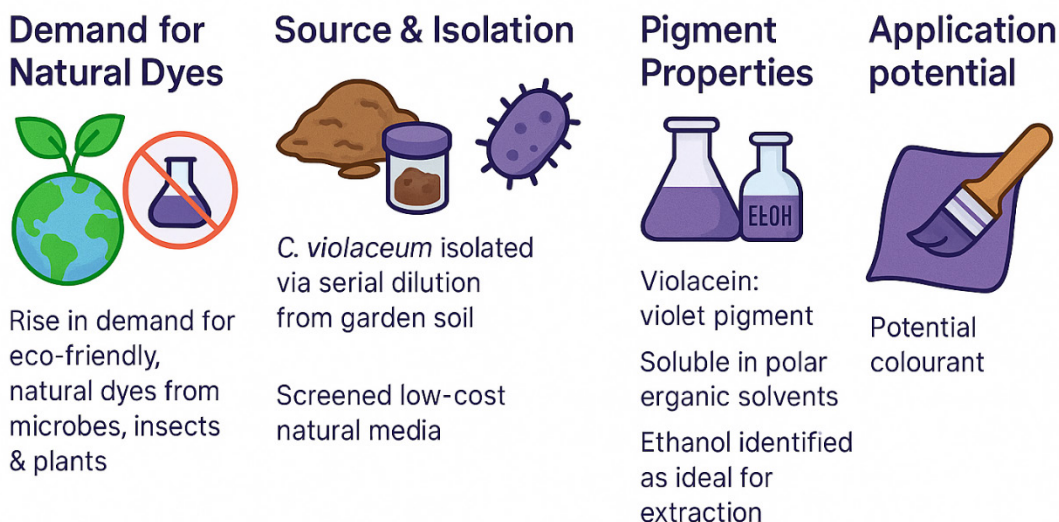 Demand for
Natural Dyes
Rise in demand for
eco-friendly,
natural dyes from
microbes, insects
& plants
Source & Isolation
C. violaceum isolated
via serial dilution
from garden soil
Screened low-cost
natural media
Pigment
Properties
EtOH
Violacein:
violet pigment
Soluble in polar
organic solvents
Ethanol identified
as ideal for
extraction
Application
potential
Potential
colourant